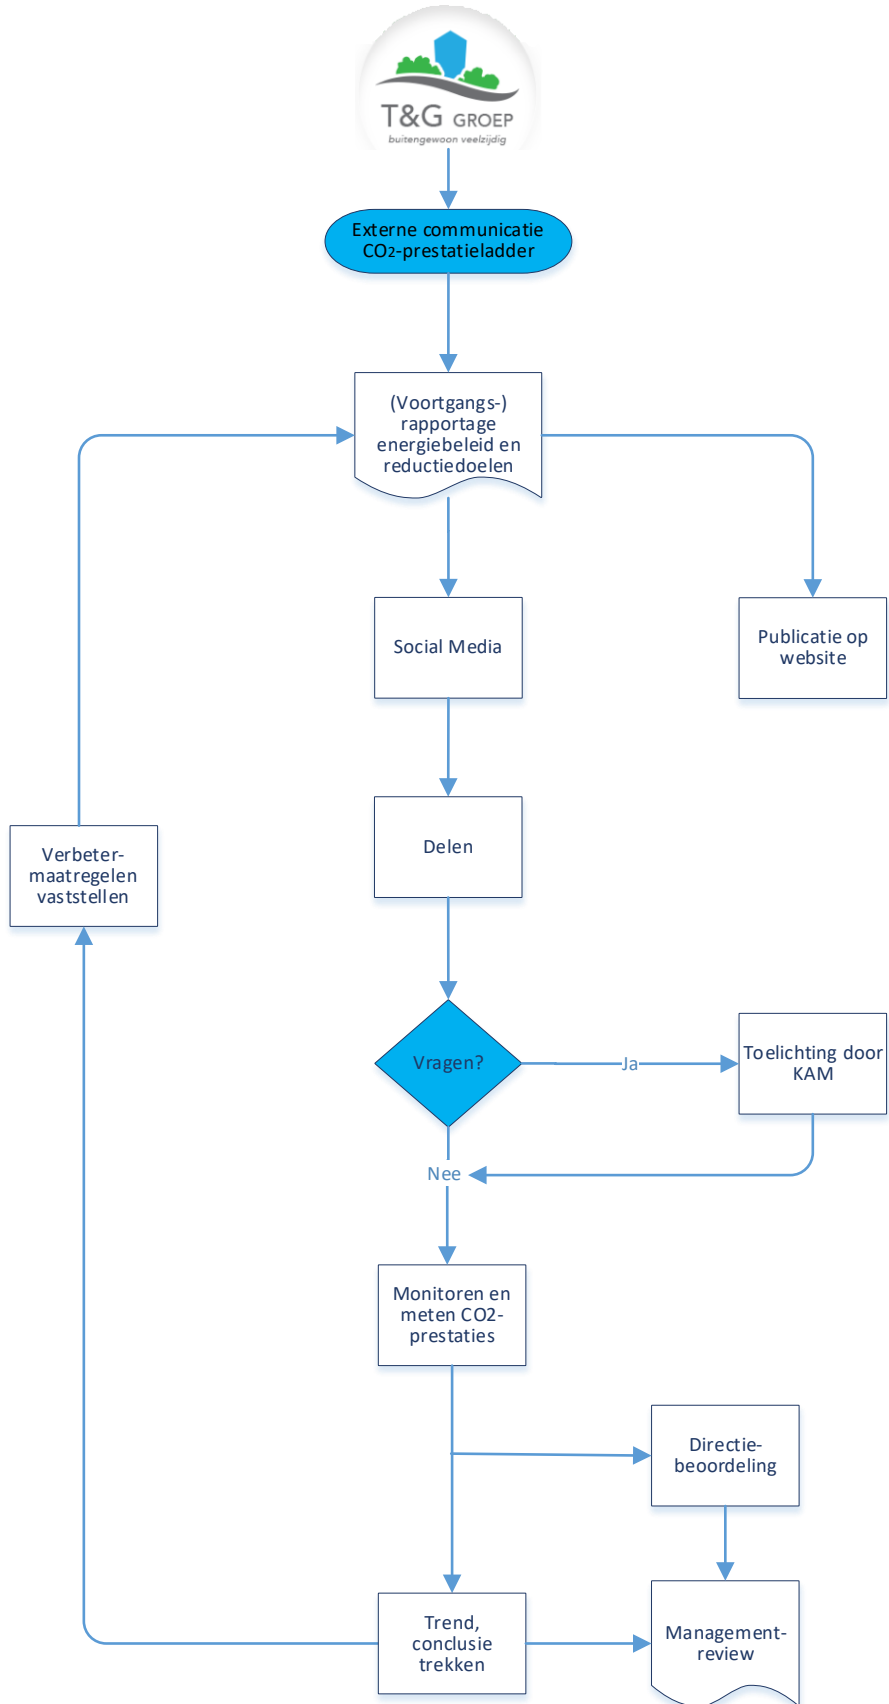 T&G GROEP
buitengewoon veelzijdig
Externe communicatie
CO2-prestatieladder
(Voortgangs-)
rapportage
energiebeleid en
reductiedoelen
Social Media
Publicatie op
website
Delen
Verbeter-
maatregelen
vaststellen
Vragen?
Ja
Toelichting door
KAM
Nee
Monitoren en
meten CO2-
prestaties
Directie-
beoordeling
Trend,
conclusie
trekken
Management-
review